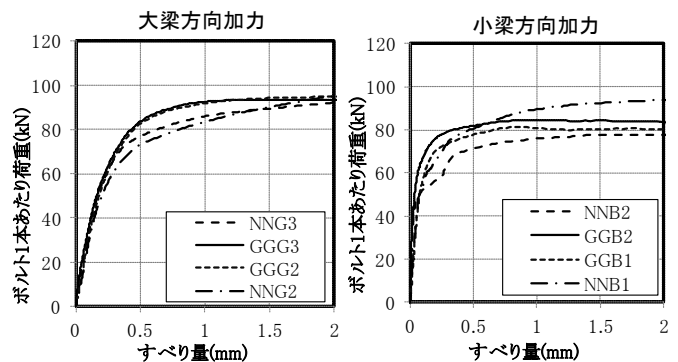 大梁方向加力
ボルト1本あたり荷重(kN)
120
100
80
60
40
20
0
NNG3
GGG3
GGG2
NNG2
0 0.5 1 1.5 2
すべり量(mm)
小梁方向加力
ボルト1本あたり荷重(kN)
120
100
80
60
40
20
0
NNB2
GGB2
GGB1
NNB1
0 0.5 1 1.5 2
すべり量(mm)